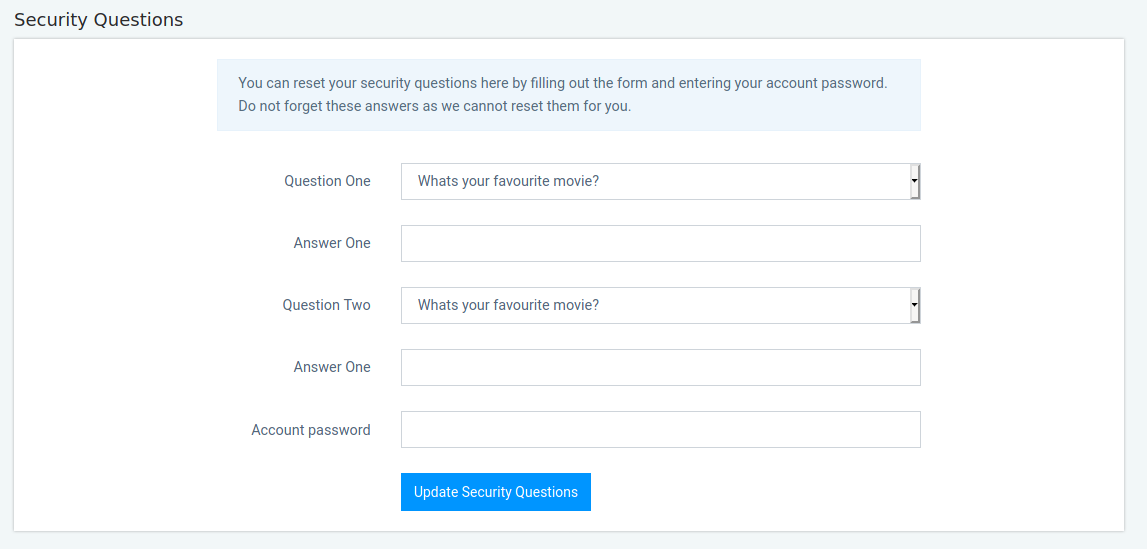 Security Questions
You can reset your security questions here by filling out the form and entering your account password.
Do not forget these answers as we cannot reset them for you.
Question One
Whats your favourite movie?
Answer One
Question Two
Whats your favourite movie?
Answer One
Account password
Update Security Questions